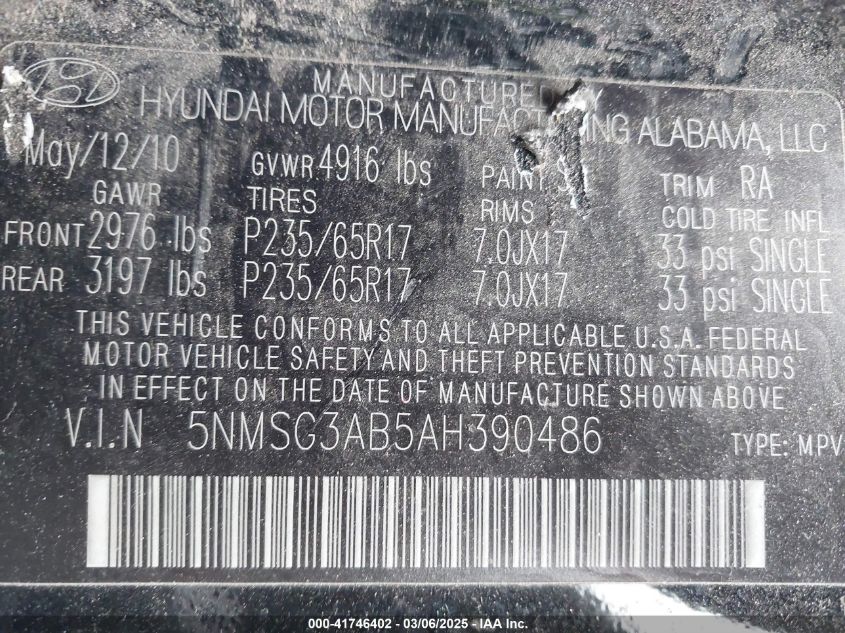 MANUFACTURED BY
HYUNDAI MOTOR MANUFACTURING ALABAMA, LLC
May/12/10 GVWR 4916 lbs PAINT TRIM RA
GAWR TIRES RIMS COLD TIRE INFL
FRONT 2976 lbs P235/65R17 7.0JX17 33 psi SINGLE
REAR 3197 lbs P235/65R17 7.0JX17 33 psi SINGLE
THIS VEHICLE CONFORMS TO ALL APPLICABLE U.S.A. FEDERAL
MOTOR VEHICLE SAFETY AND THEFT PREVENTION STANDARDS
IN EFFECT ON THE DATE OF MANUFACTURE SHOWN ABOVE
V.I.N 5NMSG3AB5AH390486 TYPE: MPV
000-41746402 - 03/06/2025 - IAA Inc.